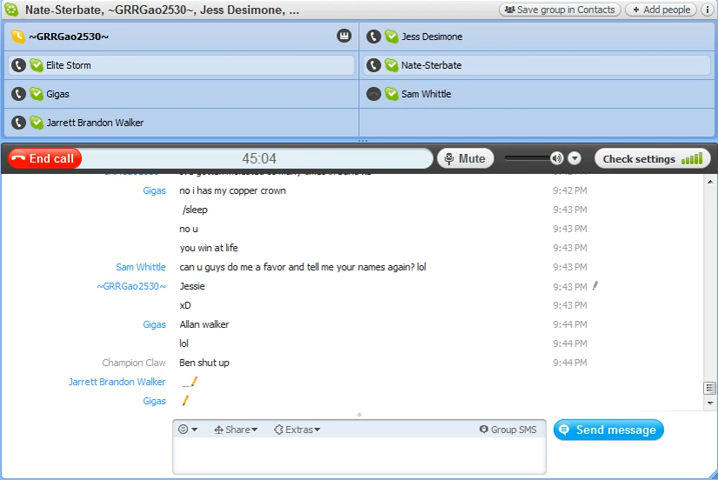 Nate-Sterbate, ~GRRGao2530~, Jess Desimone, ...
Save group in Contacts
+ Add people
~GRRGao2530~
Jess Desimone
Elite Storm
Nate-Sterbate
Gigas
Sam Whittle
Jarrett Brandon Walker
End call
45:04
Mute
Check settings
Gigas no i has my copper crown 9:42 PM
/sleep 9:43 PM
no u 9:43 PM
you win at life 9:43 PM
Sam Whittle can u guys do me a favor and tell me your names again? lol 9:43 PM
~GRRGao2530~ Jessie 9:43 PM
xD 9:43 PM
Gigas Allan walker 9:44 PM
lol 9:44 PM
Champion Claw Ben shut up 9:44 PM
Jarrett Brandon Walker ...
Gigas
Share
Extras
Group SMS
Send message